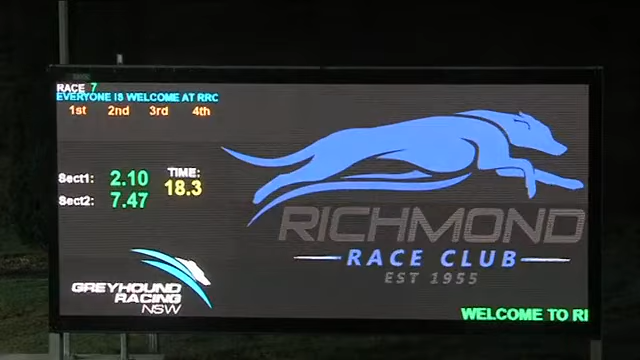 RACE 7
EVERYONE IS WELCOME AT RRC
1st 2nd 3rd 4th
Sect1: 2.10 TIME:
18.3
Sect2: 7.47
RICHMOND
RACE CLUB
EST 1955
GREYHOUND
RACING
NSW
WELCOME TO RI